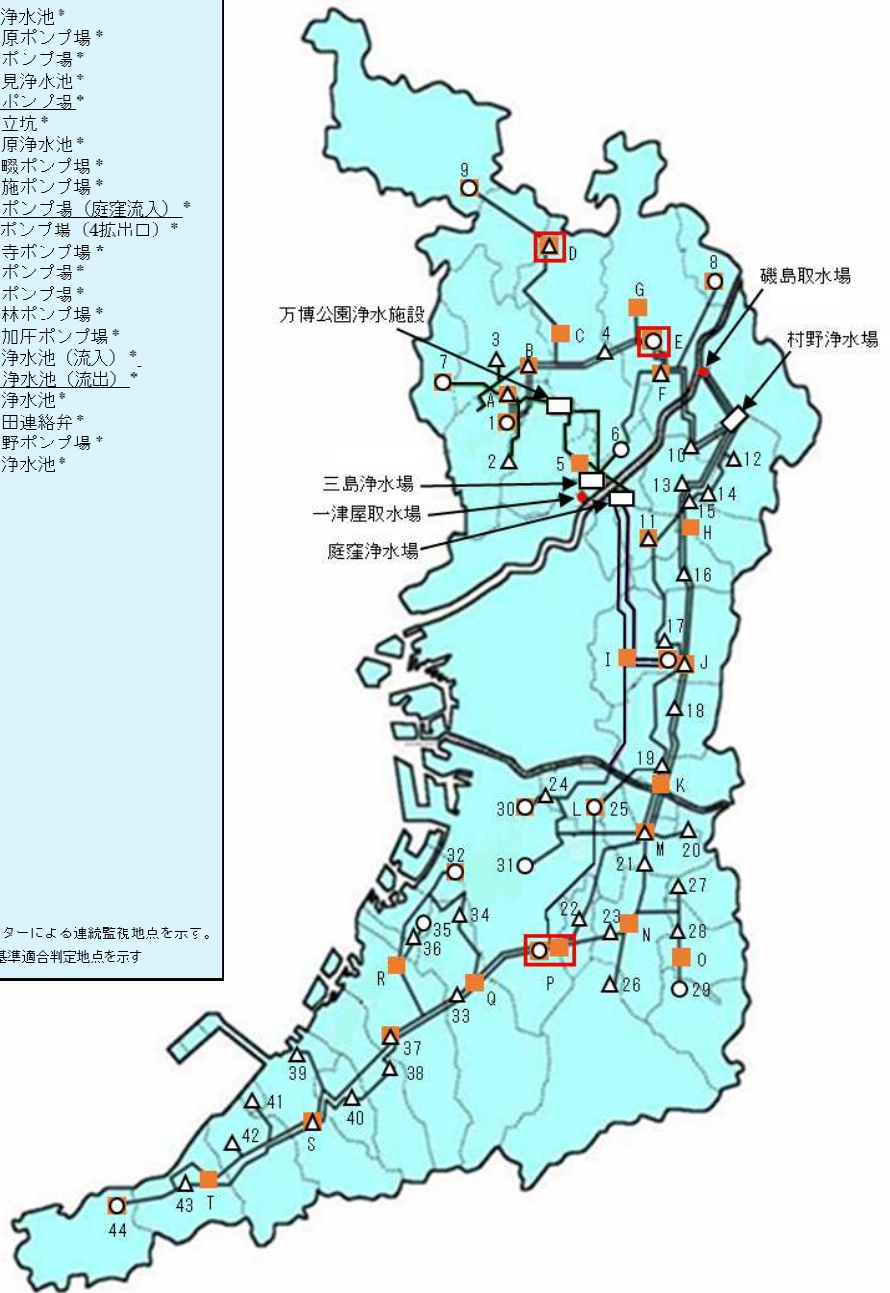 浄水池*
原ポンプ場*
ポンプ場*
見浄水池*
ポンプ場*
立坑*
原浄水池*
畷ポンプ場*
施ポンプ場*
ポンプ場（庭窪流入）*
ポンプ場（4拡出口）*
寺ポンプ場*
ポンプ場*
ポンプ場*
林ポンプ場*
加圧ポンプ場*
浄水池（流入）*
浄水池（流出）*
浄水池*
田連絡弁*
野ポンプ場*
浄水池*
ターによる連続監視地点を示す。
基準適合判定地点を示す
9
D
8
磯島取水場
G
万博公園浄水施設
村野浄水場
3
4
E
C
B
7
F
A
1
6
10
2
5
12
三島浄水場
13
14
一津屋取水場
15
11
H
庭窪浄水場
16
17
I
J
18
19
24
K
30
L
25
M
20
31
21
32
27
34
22
23
35
N
28
36
O
R
P
Q
26
29
33
37
39
38
41
40
42
S
43
T
44